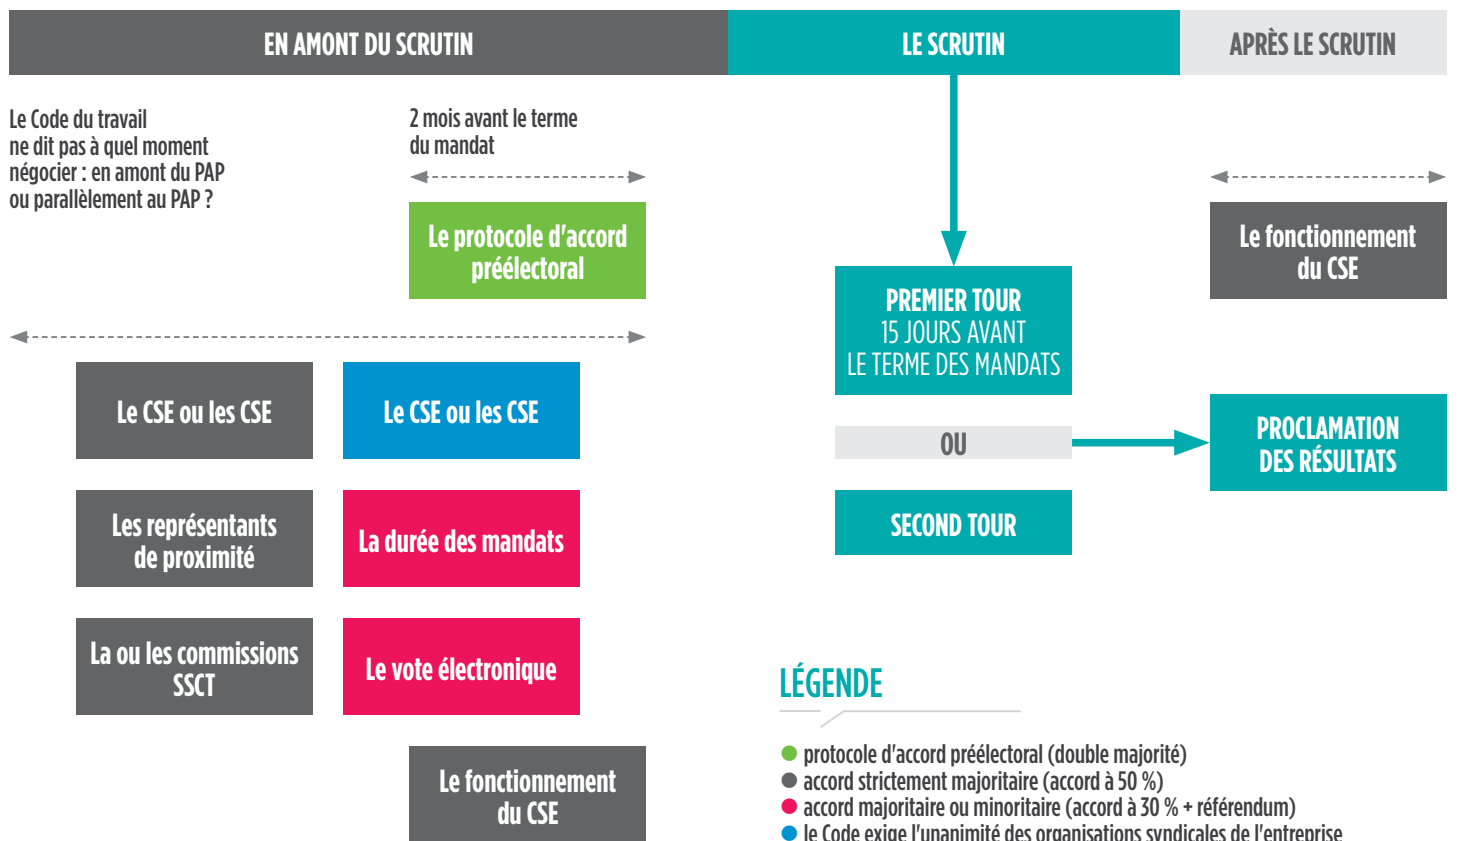 EN AMONT DU SCRUTIN
LE SCRUTIN
APRÈS LE SCRUTIN
Le Code du travail
ne dit pas à quel moment
négocier : en amont du PAP
ou parallèlement au PAP ?
2 mois avant le terme
du mandat
Le protocole d'accord
préélectoral
Le CSE ou les CSE
Le CSE ou les CSE
Les représentants
de proximité
La durée des mandats
La ou les commissions
SSCT
Le vote électronique
Le fonctionnement
du CSE
PREMIER TOUR
15 JOURS AVANT
LE TERME DES MANDATS
OU
SECOND TOUR
Le fonctionnement
du CSE
PROCLAMATION
DES RÉSULTATS
LÉGENDE
protocole d'accord préélectoral (double majorité)
accord strictement majoritaire (accord à 50 %)
accord majoritaire ou minoritaire (accord à 30 % + référendum)
le Code exige l'unanimité des organisations syndicales de l'entreprise